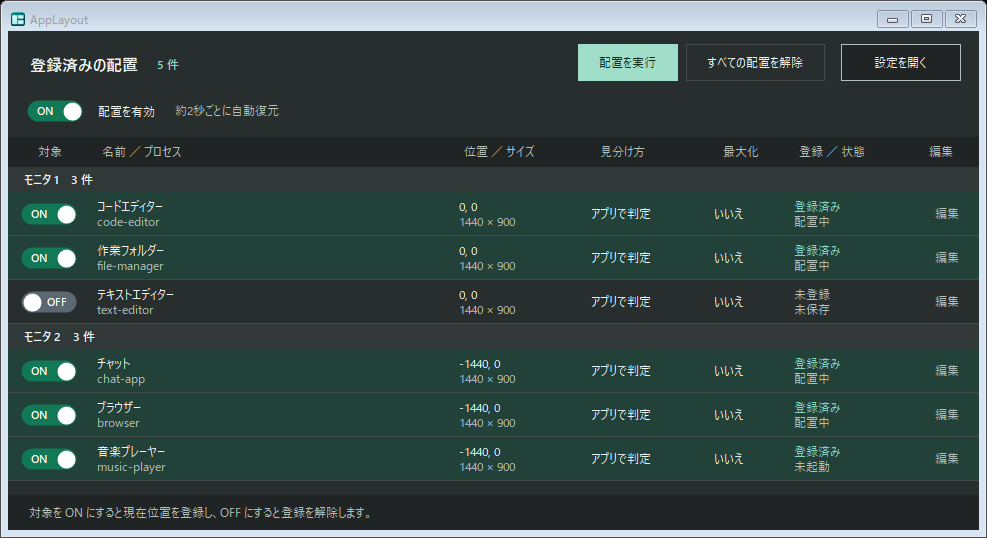 AppLayout
登録済みの配置 5 件 配置を実行 すべての配置を解除 設定を開く
ON 配置を有効 約2秒ごとに自動復元
対象 名前 ／ プロセス 位置 ／ サイズ 見分け方 最大化 登録 ／ 状態 編集
モニタ 1 3 件
ON コードエディター 0, 0 アプリで判定 いいえ 登録済み 編集
code-editor 1440 × 900 配置中
ON 作業フォルダー 0, 0 アプリで判定 いいえ 登録済み 編集
file-manager 1440 × 900 配置中
OFF テキストエディター 0, 0 アプリで判定 いいえ 未登録 編集
text-editor 1440 × 900 未保存
モニタ 2 3 件
ON チャット -1440, 0 アプリで判定 いいえ 登録済み 編集
chat-app 1440 × 900 配置中
ON ブラウザー -1440, 0 アプリで判定 いいえ 登録済み 編集
browser 1440 × 900 配置中
ON 音楽プレーヤー -1440, 0 アプリで判定 いいえ 登録済み 編集
music-player 1440 × 900 未起動
対象を ON にすると現在位置を登録し、OFF にすると登録を解除します。